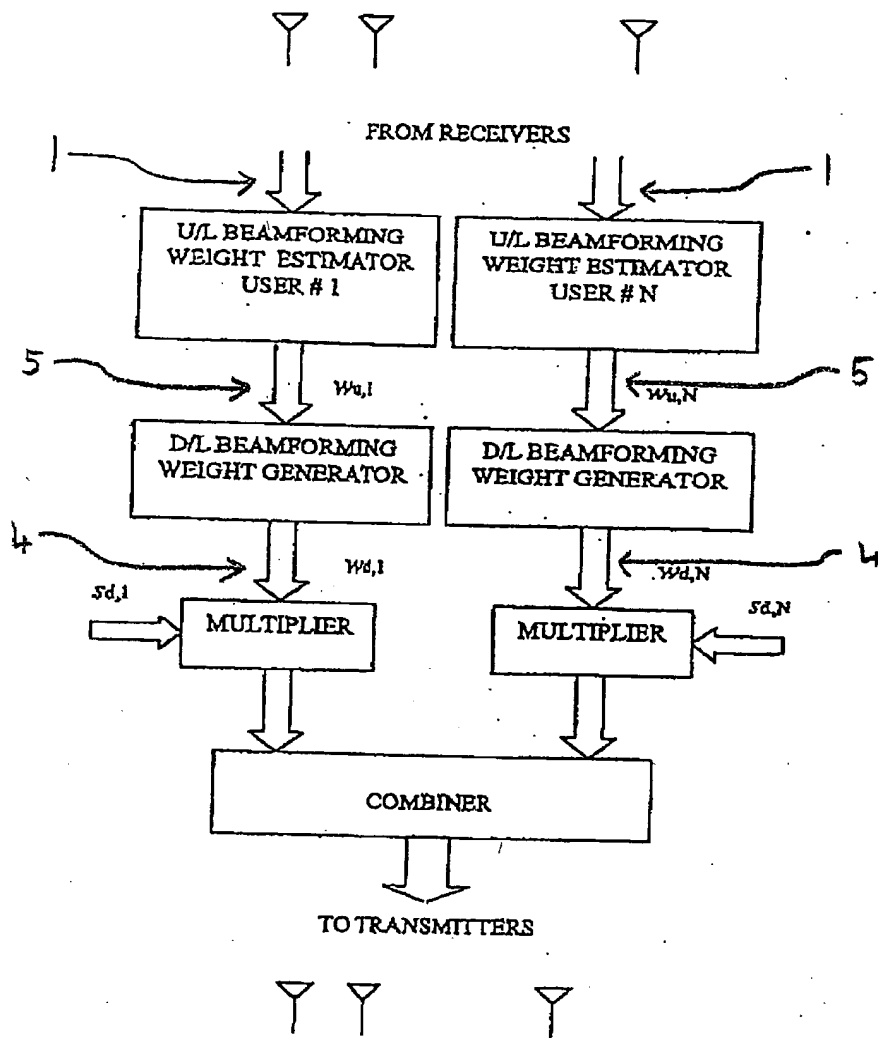 FROM RECEIVERS
1 1
U/L BEAMFORMING WEIGHT ESTIMATOR USER # 1
U/L BEAMFORMING WEIGHT ESTIMATOR USER # N
5 Wu,1 Wu,N 5
D/L BEAMFORMING WEIGHT GENERATOR
D/L BEAMFORMING WEIGHT GENERATOR
4 Wd,1 Wd,N 4
Sd,1 Sd,N
MULTIPLIER MULTIPLIER
COMBINER
TO TRANSMITTERS